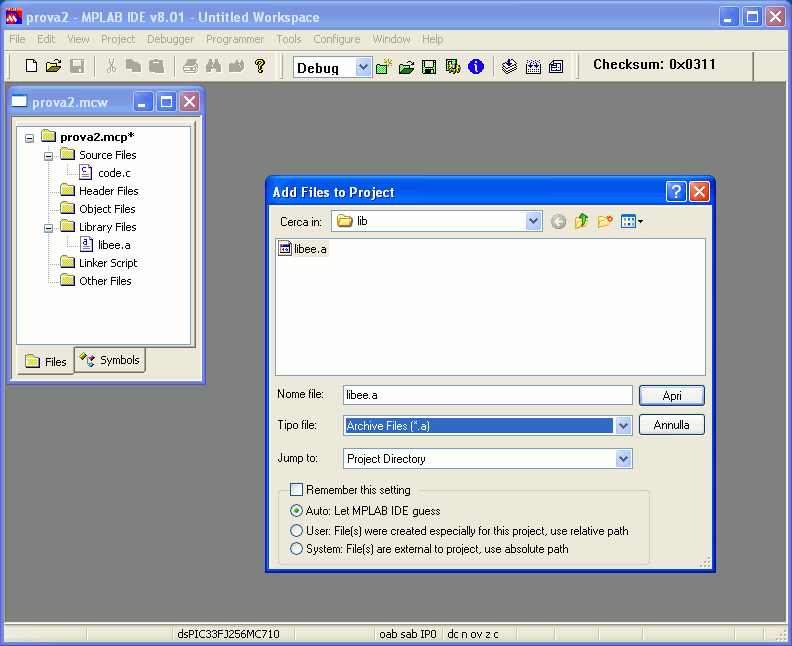 prova2 - MPLAB IDE v8.01 - Untitled Workspace
File Edit View Project Debugger Programmer Tools Configure Window Help
Debug Checksum: 0x0311
prova2.mcw
prova2.mcp*
Source Files
code.c
Header Files
Object Files
Library Files
libee.a
Linker Script
Other Files
Files Symbols
Add Files to Project
Cerca in: lib
libee.a
Nome file: libee.a Apri
Tipo file: Archive Files (*.a) Annulla
Jump to: Project Directory
Remember this setting
Auto: Let MPLAB IDE guess
User: File(s) were created especially for this project, use relative path
System: File(s) are external to project, use absolute path
dsPIC33FJ256MC710 oab sab IP0 dc n ov z c